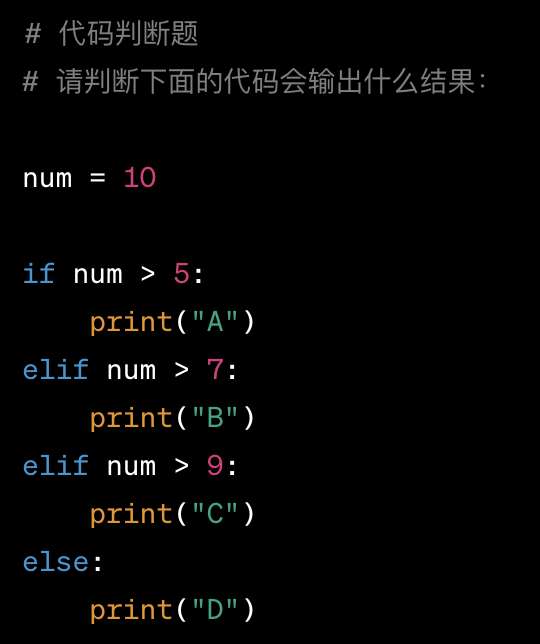 # 代码判断题
# 请判断下面的代码会输出什么结果：
num = 10
if num > 5:
    print("A")
elif num > 7:
    print("B")
elif num > 9:
    print("C")
else:
    print("D")